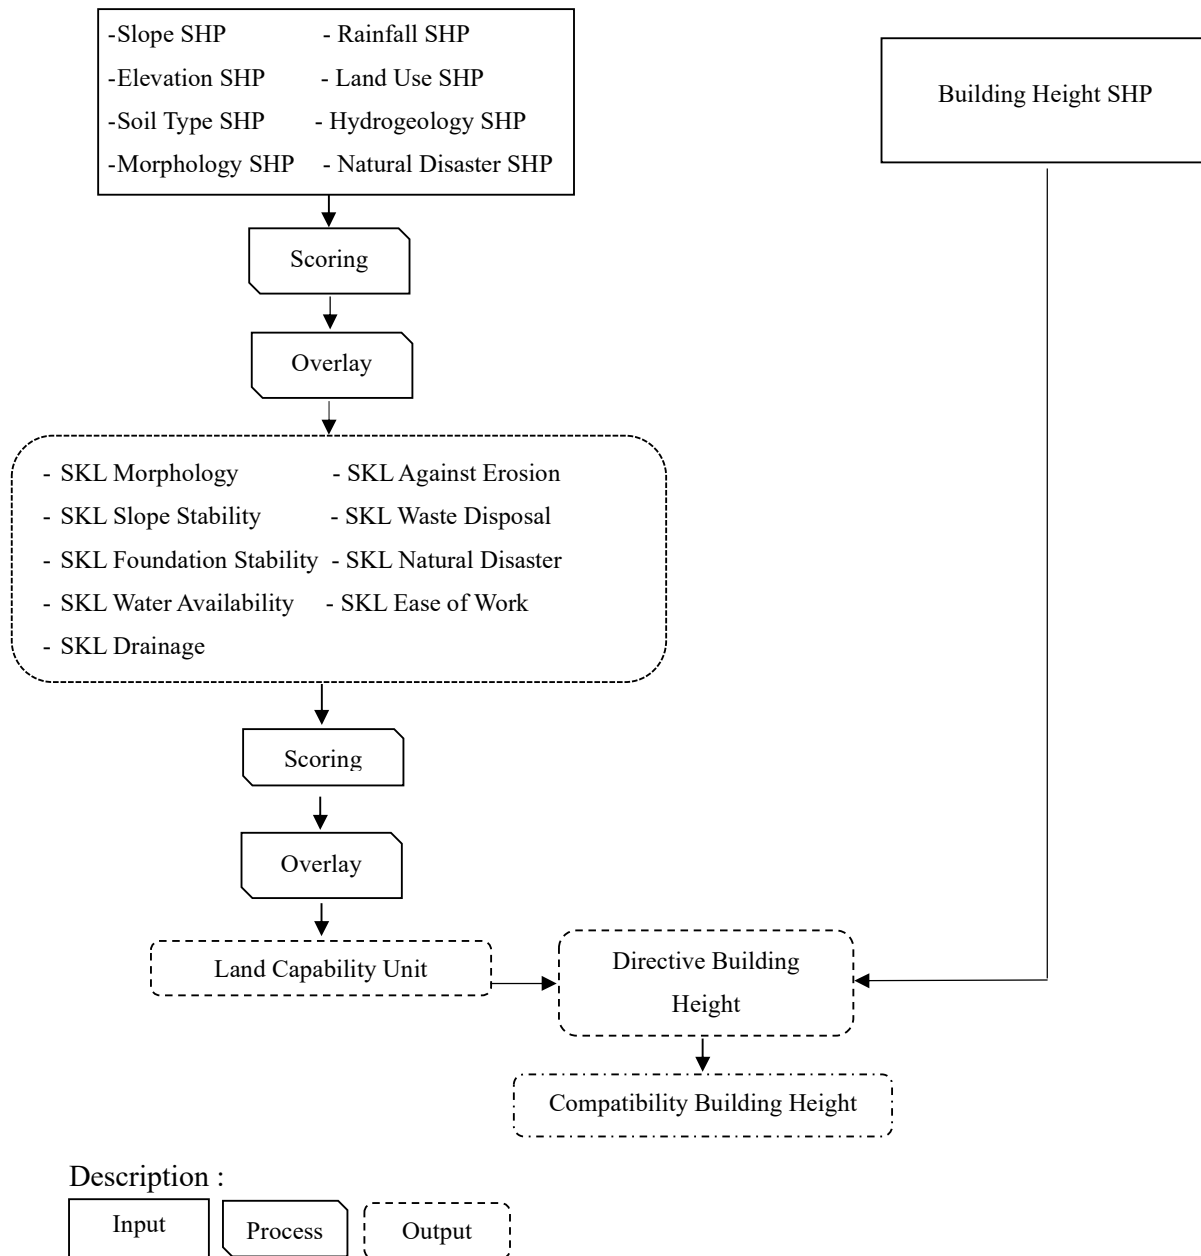 -Slope SHP - Rainfall SHP
-Elevation SHP - Land Use SHP
-Soil Type SHP - Hydrogeology SHP
-Morphology SHP - Natural Disaster SHP
Building Height SHP
Scoring
Overlay
- SKL Morphology - SKL Against Erosion
- SKL Slope Stability - SKL Waste Disposal
- SKL Foundation Stability - SKL Natural Disaster
- SKL Water Availability - SKL Ease of Work
- SKL Drainage
Scoring
Overlay
Land Capability Unit
Directive Building
Height
Compatibility Building Height
Description :
Input Process Output